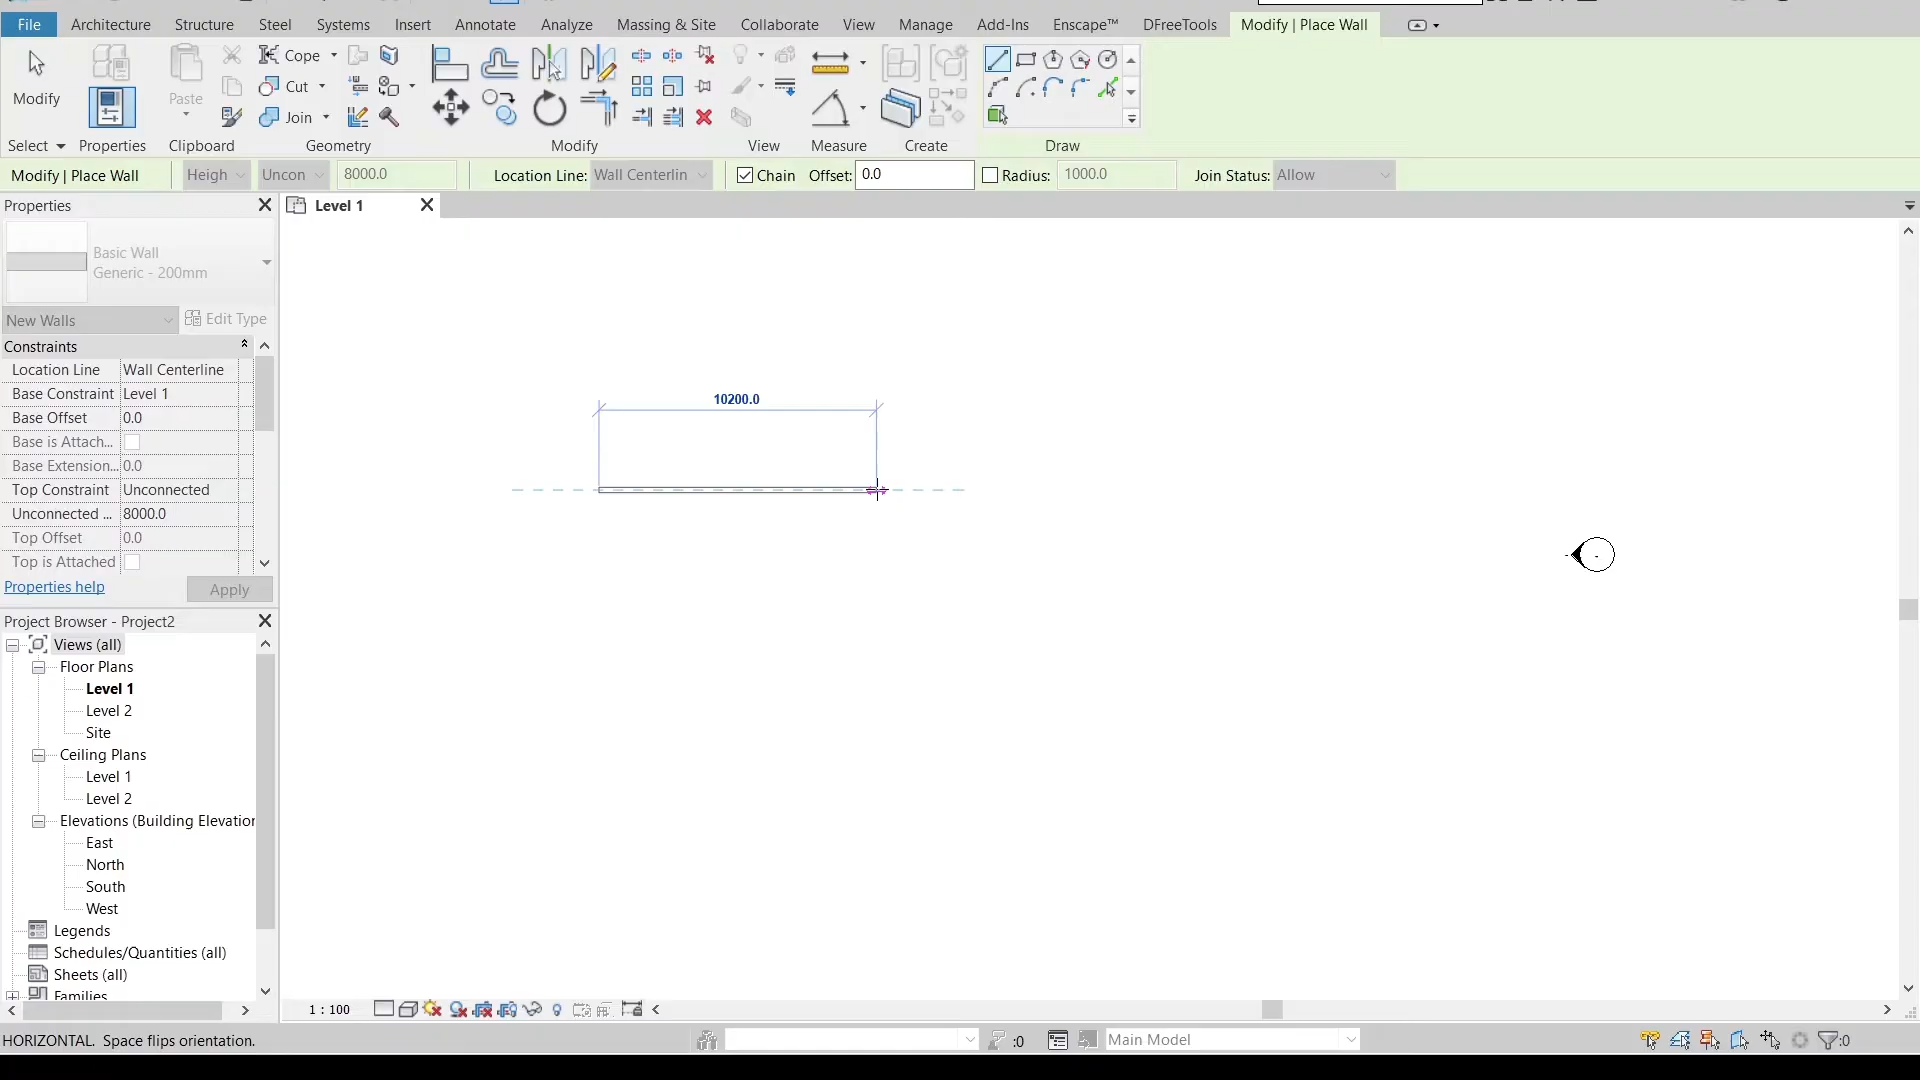 File Architecture Structure Steel Systems Insert Annotate Analyze Massing & Site Collaborate View Manage Add-Ins Enscape™ DFreeTools Modify | Place Wall
Modify Paste Cope Cut Join
Select Properties Clipboard Geometry Modify View Measure Create Draw
Modify | Place Wall Heigh Uncon 8000.0 Location Line: Wall Centerlin Chain Offset: 0.0 Radius: 1000.0 Join Status: Allow
Properties
Level 1
Basic Wall
Generic - 200mm
New Walls Edit Type
Constraints
Location Line Wall Centerline
Base Constraint Level 1
Base Offset 0.0
Base is Attach...
Base Extension... 0.0
Top Constraint Unconnected
Unconnected ... 8000.0
Top Offset 0.0
Top is Attached
Properties help Apply
10200.0
Project Browser - Project2
Views (all)
Floor Plans
Level 1
Level 2
Site
Ceiling Plans
Level 1
Level 2
Elevations (Building Elevation
East
North
South
West
Legends
Schedules/Quantities (all)
Sheets (all)
Families
1 : 100
HORIZONTAL. Space flips orientation. :0 Main Model :0